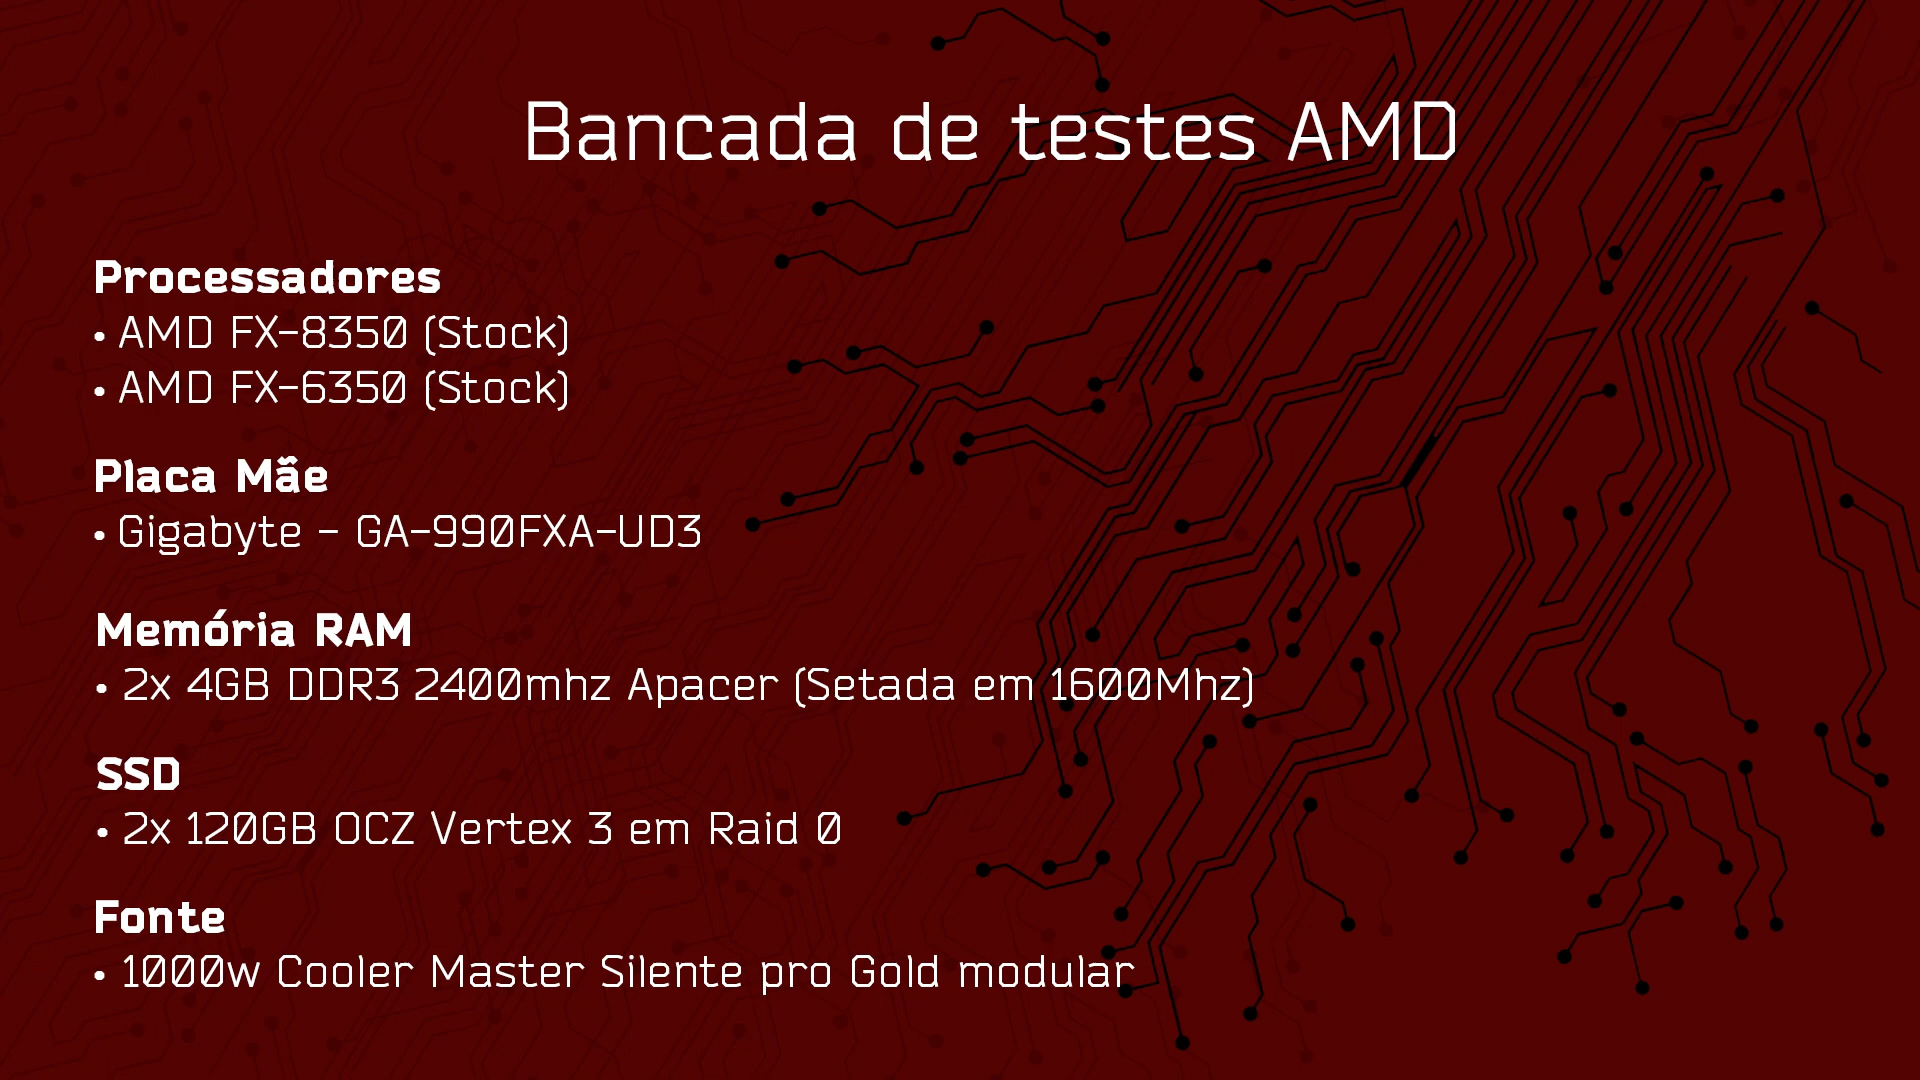 Bancada de testes AMD
Processadores
• AMD FX-8350 (Stock)
• AMD FX-6350 (Stock)
Placa Mãe
• Gigabyte - GA-990FXA-UD3
Memória RAM
• 2x 4GB DDR3 2400mhz Apacer (Setada em 1600Mhz)
SSD
• 2x 120GB OCZ Vertex 3 em Raid 0
Fonte
• 1000w Cooler Master Silente pro Gold modular